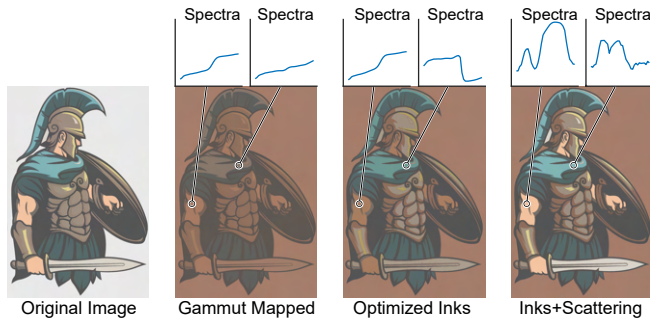 Spectra Spectra Spectra Spectra Spectra Spectra
Original Image Gammut Mapped Optimized Inks Inks+Scattering